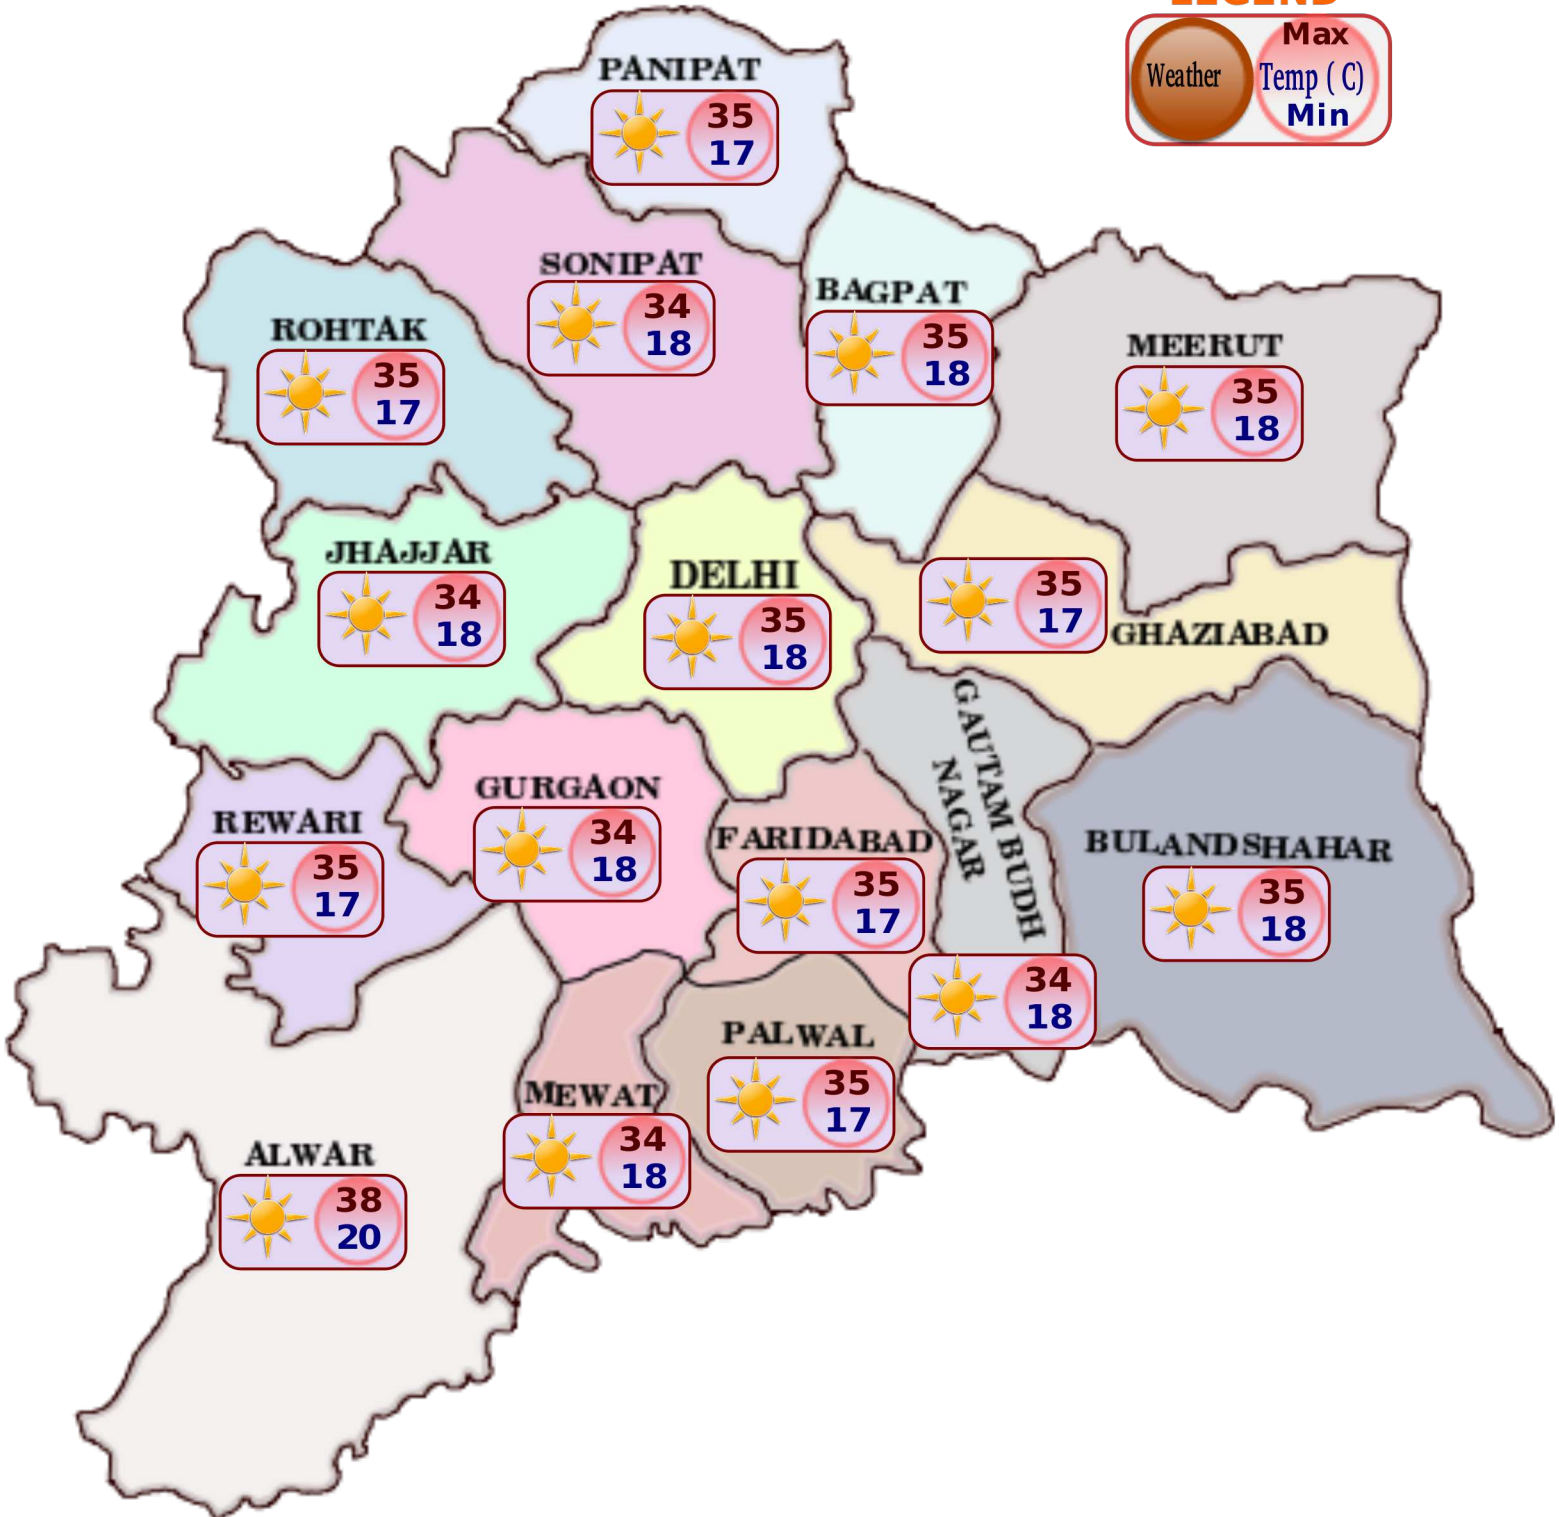 LEGEND
Max
Weather
Temp ( C)
Min
PANIPAT
35
17
SONIPAT
34
18
BAGPAT
35
18
ROHTAK
35
17
MEERUT
35
18
JHAJJAR
34
18
DELHI
35
18
35
17
GHAZIABAD
GAUTAM BUDH
NAGAR
34
18
GURGAON
34
18
REWARI
35
17
FARIDABAD
35
17
BULANDSHAHAR
35
18
PALWAL
35
17
MEWAT
34
18
ALWAR
38
20